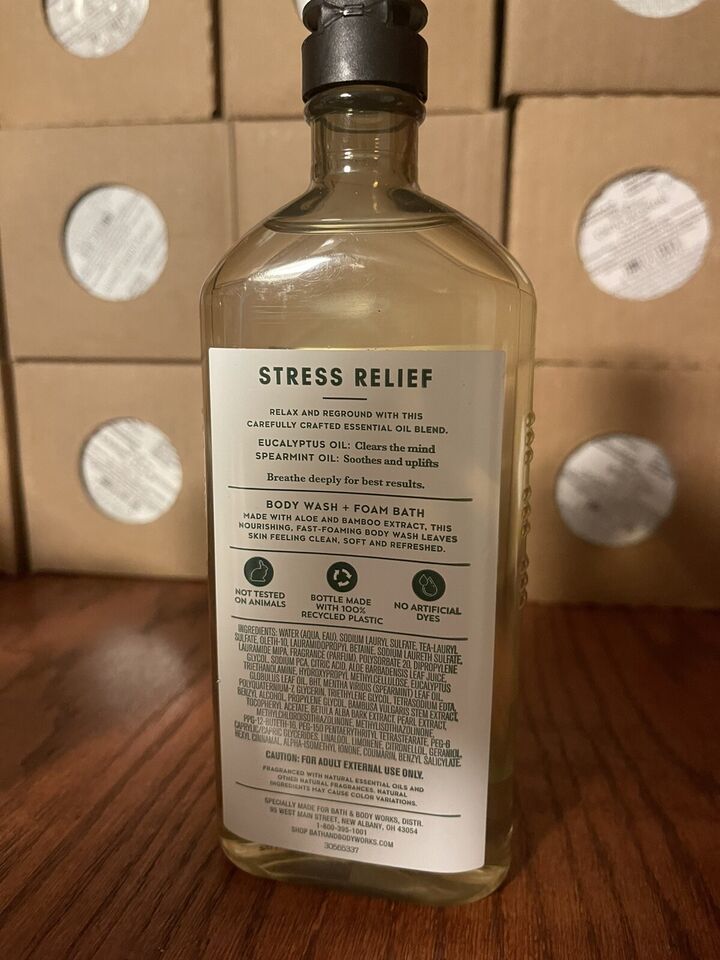 STRESS RELIEF
RELAX AND REGROUND WITH THIS
CAREFULLY CRAFTED ESSENTIAL OIL BLEND.
EUCALYPTUS OIL: Clears the mind
SPEARMINT OIL: Soothes and uplifts
Breathe deeply for best results.
BODY WASH + FOAM BATH
MADE WITH ALOE AND BAMBOO EXTRACT, THIS
NOURISHING, FAST-FOAMING BODY WASH LEAVES
SKIN FEELING CLEAN, SOFT AND REFRESHED.
NOT TESTED
ON ANIMALS
BOTTLE MADE
WITH 100%
RECYCLED PLASTIC
NO ARTIFICIAL
DYES
INGREDIENTS: WATER (AQUA, EAU), SODIUM LAURYL SULFATE, TEA-LAURYL
SULFATE, OLETH-10, LAURAMIDOPROPYL BETAINE, SODIUM LAURETH SULFATE,
LAURAMIDE MIPA, FRAGRANCE (PARFUM), POLYSORBATE 20, DIPROPYLENE
GLYCOL, SODIUM PCA, CITRIC ACID, ALOE BARBADENSIS LEAF JUICE,
TRIETHANOLAMINE, HYDROXYPROPYL METHYLCELLULOSE, EUCALYPTUS
GLOBULUS LEAF OIL, BHT, MENTHA VIRIDIS (SPEARMINT) LEAF OIL,
POLYQUATERNIUM-7, GLYCERIN, TRIETHYLENE GLYCOL, TETRASODIUM EDTA,
BENZYL ALCOHOL, PROPYLENE GLYCOL, BAMBUSA VULGARIS STEM EXTRACT,
TOCOPHERYL ACETATE, BETULA ALBA BARK EXTRACT, PEARL EXTRACT,
METHYLCHLOROISOTHIAZOLINONE, METHYLISOTHIAZOLINONE,
PPG-12-BUTETH-16, PEG-150 PENTAERYTHRITYL TETRASTEARATE, PEG-6
CAPRYLIC/CAPRIC GLYCERIDES, LINALOOL, LIMONENE, CITRONELLOL, GERANIOL,
HEXYL CINNAMAL, ALPHA-ISOMETHYL IONONE, COUMARIN, BENZYL SALICYLATE.
CAUTION: FOR ADULT EXTERNAL USE ONLY.
FRAGRANCED WITH NATURAL ESSENTIAL OILS AND
OTHER NATURAL FRAGRANCES. NATURAL
INGREDIENTS MAY CAUSE COLOR VARIATIONS.
SPECIALLY MADE FOR BATH & BODY WORKS, DISTR.
95 WEST MAIN STREET, NEW ALBANY, OH 43054
1-800-395-1001
SHOP BATHANDBODYWORKS.COM
30565337